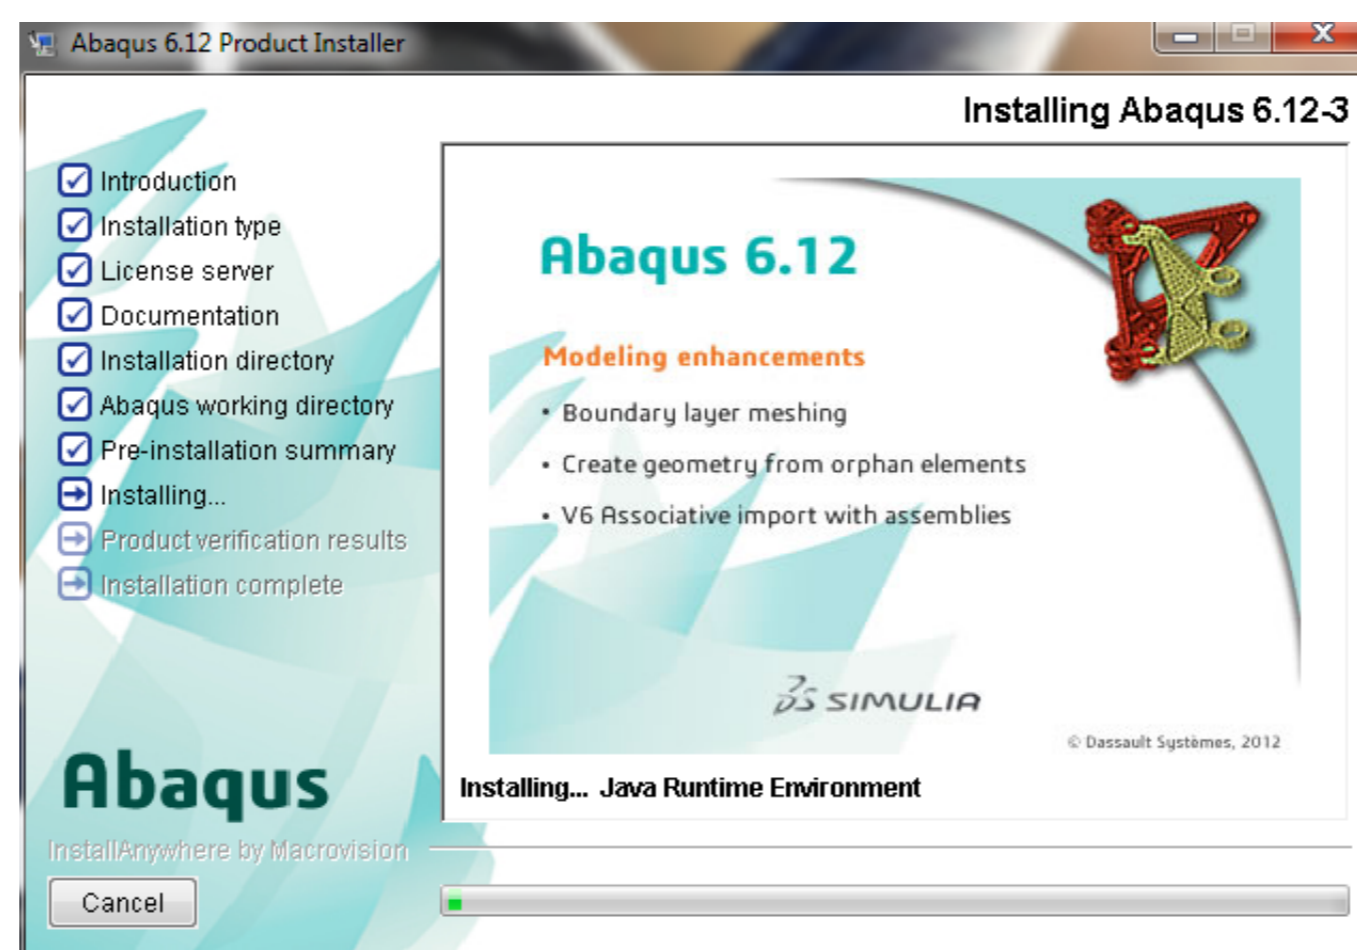 Abaqus 6.12 Product Installer
Installing Abaqus 6.12-3
Introduction
Installation type
License server
Documentation
Installation directory
Abaqus working directory
Pre-installation summary
Installing...
Product verification results
Installation complete
Abaqus 6.12
Modeling enhancements
• Boundary layer meshing
• Create geometry from orphan elements
• V6 Associative import with assemblies
DS SIMULIA
© Dassault Systèmes, 2012
Installing... Java Runtime Environment
Abaqus
InstallAnywhere by Macrovision
Cancel